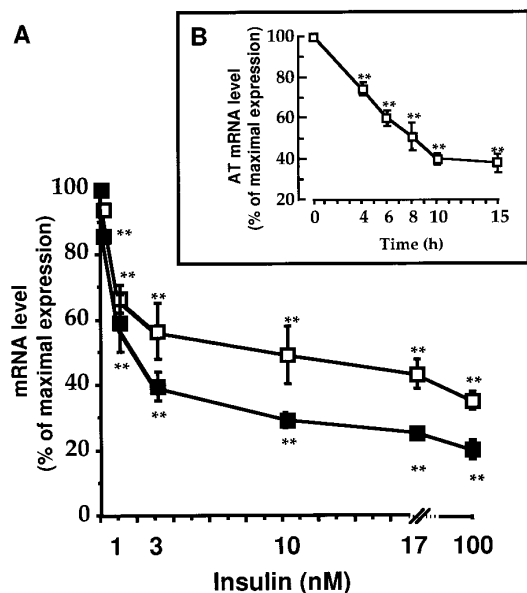 A
mRNA level
(% of maximal expression)
100
80
60
40
20
0
**
**
**
**
**
**
**
**
**
**
**
**
1 3 10 17 100
Insulin (nM)
B
AT mRNA level
(% of maximal expression)
100
80
60
40
20
**
**
**
**
**
0 4 6 8 10 15
Time (h)